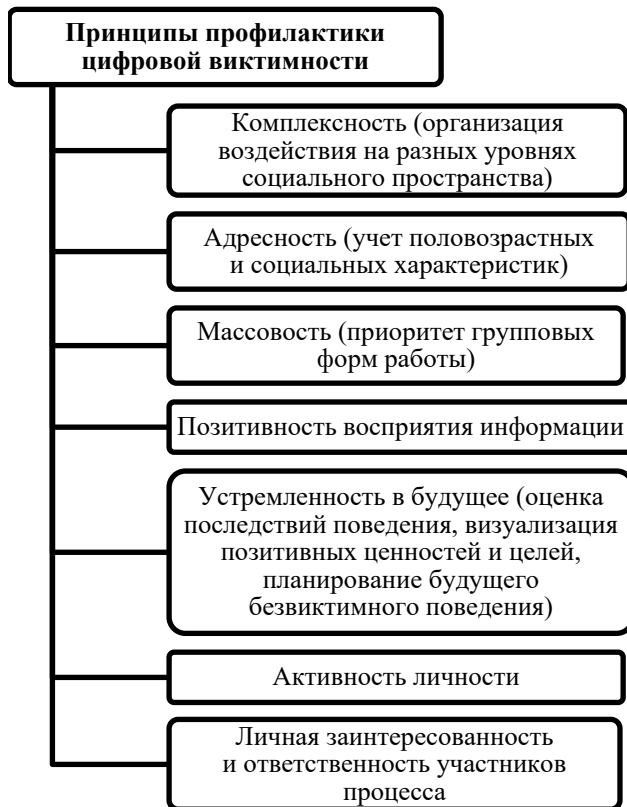 Принципы профилактики
цифровой виктимности
Комплексность (организация
воздействия на разных уровнях
социального пространства)
Адресность (учет половозрастных
и социальных характеристик)
Массовость (приоритет групповых
форм работы)
Позитивность восприятия информации
Устремленность в будущее (оценка
последствий поведения, визуализация
позитивных ценностей и целей,
планирование будущего
безвиктимного поведения)
Активность личности
Личная заинтересованность
и ответственность участников
процесса